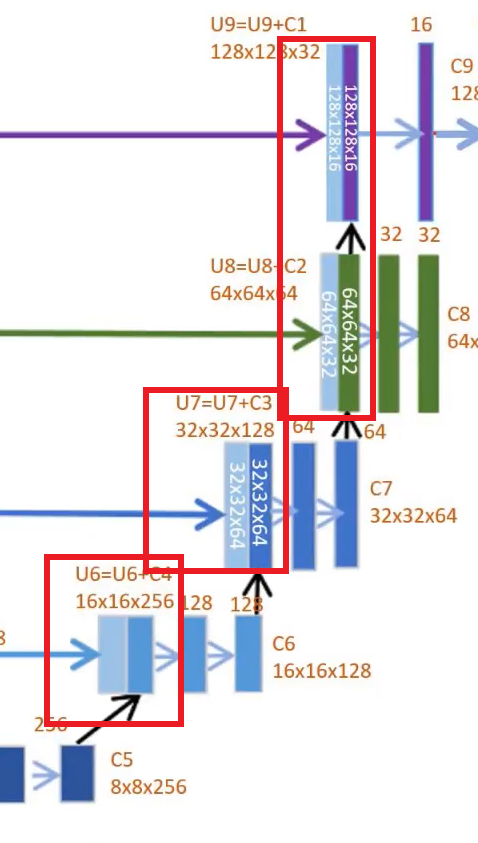 U9=U9+C1
128x128x32
16
C9
128
128x128x16
128x128x16
U8=U8+C2
64x64x64
32
32
64x64x32
64x64x32
C8
64x
U7=U7+C3
32x32x128
64
64
32x32x64
32x32x64
C7
32x32x64
U6=U6+C4
16x16x256
128
128
8
C6
16x16x128
256
C5
8x8x256